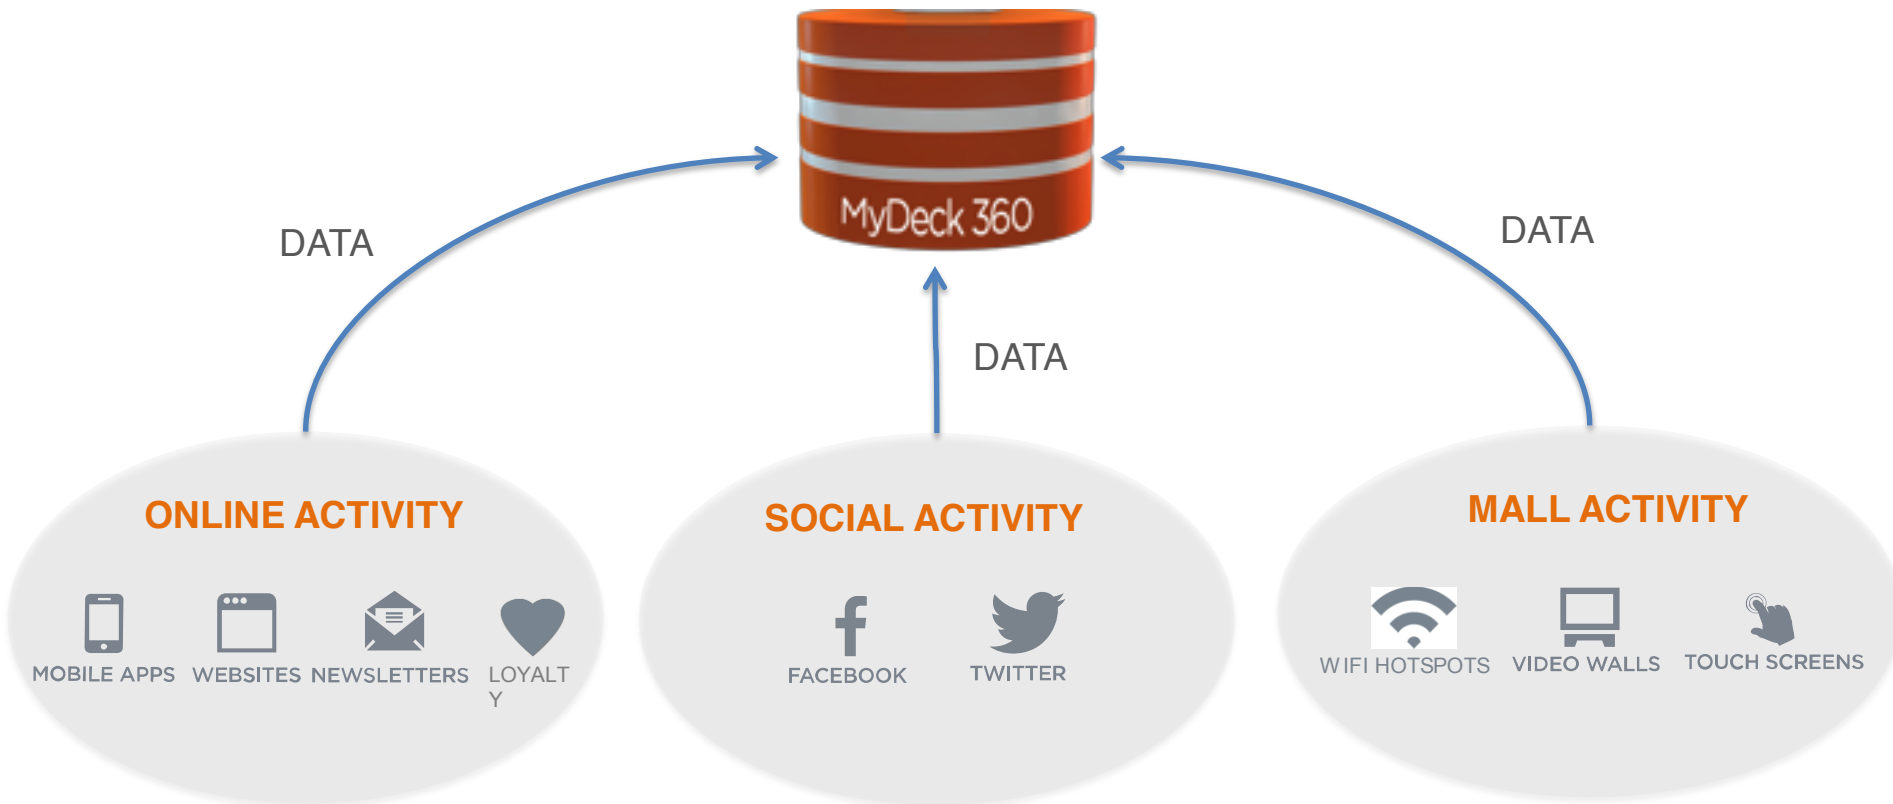 MyDeck 360
DATA
DATA
DATA
ONLINE ACTIVITY
MOBILE APPS
WEBSITES
NEWSLETTERS
LOYALT
Y
SOCIAL ACTIVITY
FACEBOOK
TWITTER
MALL ACTIVITY
WIFI HOTSPOTS
VIDEO WALLS
TOUCH SCREENS